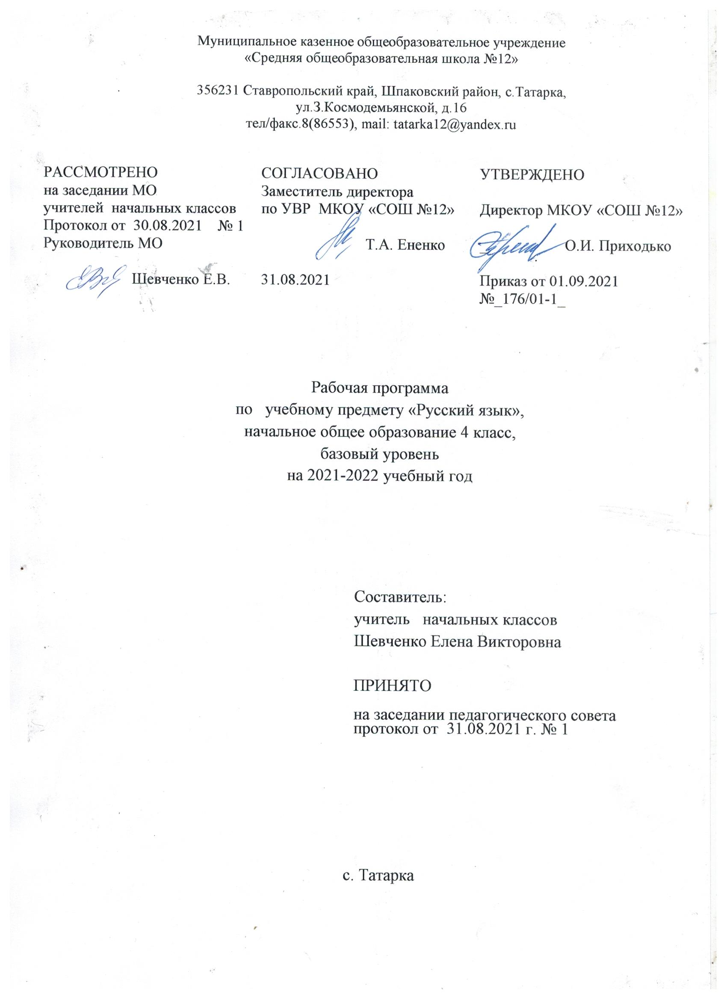 Муниципальное казенное общеобразовательное учреждение
«Средняя общеобразовательная школа №12»
356231 Ставропольский край, Шпаковский район, с.Татарка,
ул.З.Космодемьянской, д.16
тел/факс.8(86553), mail: tatarka12@yandex.ru
РАССМОТРЕНО
на заседании МО
учителей начальных классов
Протокол от 30.08.2021 № 1
Руководитель МО
Шевченко Е.В.
СОГЛАСОВАНО
Заместитель директора
по УВР МКОУ «СОШ №12»
Т.А. Ененко
31.08.2021
УТВЕРЖДЕНО
Директор МКОУ «СОШ №12»
О.И. Приходько
Приказ от 01.09.2021
№_176/01-1_
Рабочая программа
по учебному предмету «Русский язык»,
начальное общее образование 4 класс,
базовый уровень
на 2021-2022 учебный год
Составитель:
учитель начальных классов
Шевченко Елена Викторовна
ПРИНЯТО
на заседании педагогического совета
протокол от 31.08.2021 г. № 1
с. Татарка